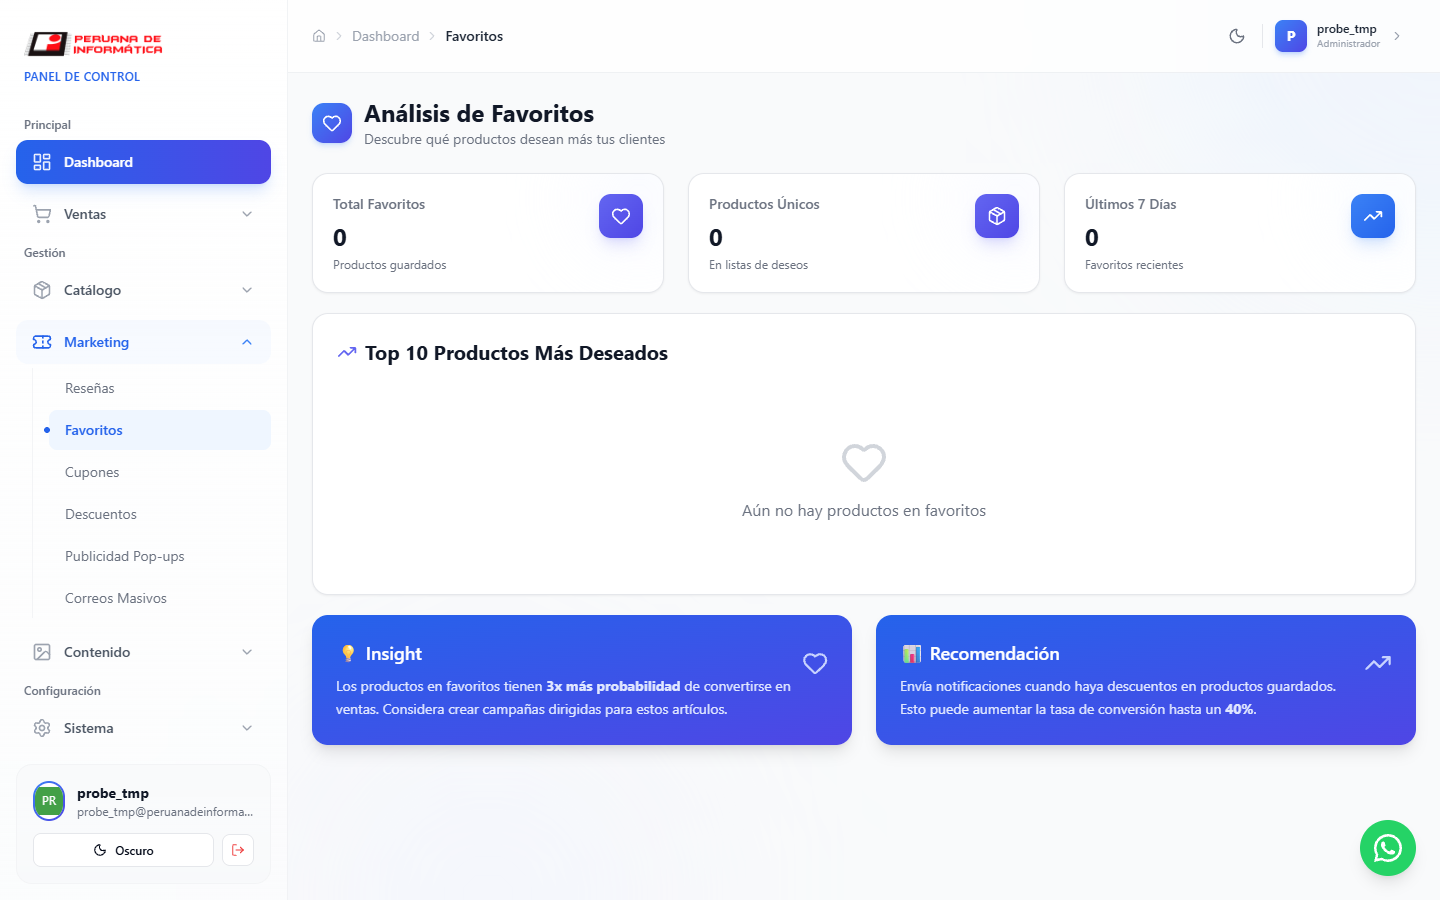 PERUANA DE
INFORMÁTICA
PANEL DE CONTROL
Principal
Dashboard
Ventas
Gestión
Catálogo
Marketing
Reseñas
Favoritos
Cupones
Descuentos
Publicidad Pop-ups
Correos Masivos
Contenido
Configuración
Sistema
PR
probe_tmp
probe_tmp@peruanadeinforma...
Oscuro
Dashboard
Favoritos
P
probe_tmp
Administrador
Análisis de Favoritos
Descubre qué productos desean más tus clientes
Total Favoritos
0
Productos guardados
Productos Únicos
0
En listas de deseos
Últimos 7 Días
0
Favoritos recientes
Top 10 Productos Más Deseados
Aún no hay productos en favoritos
💡 Insight
Los productos en favoritos tienen 3x más probabilidad de convertirse en
ventas. Considera crear campañas dirigidas para estos artículos.
📊 Recomendación
Envía notificaciones cuando haya descuentos en productos guardados.
Esto puede aumentar la tasa de conversión hasta un 40%.